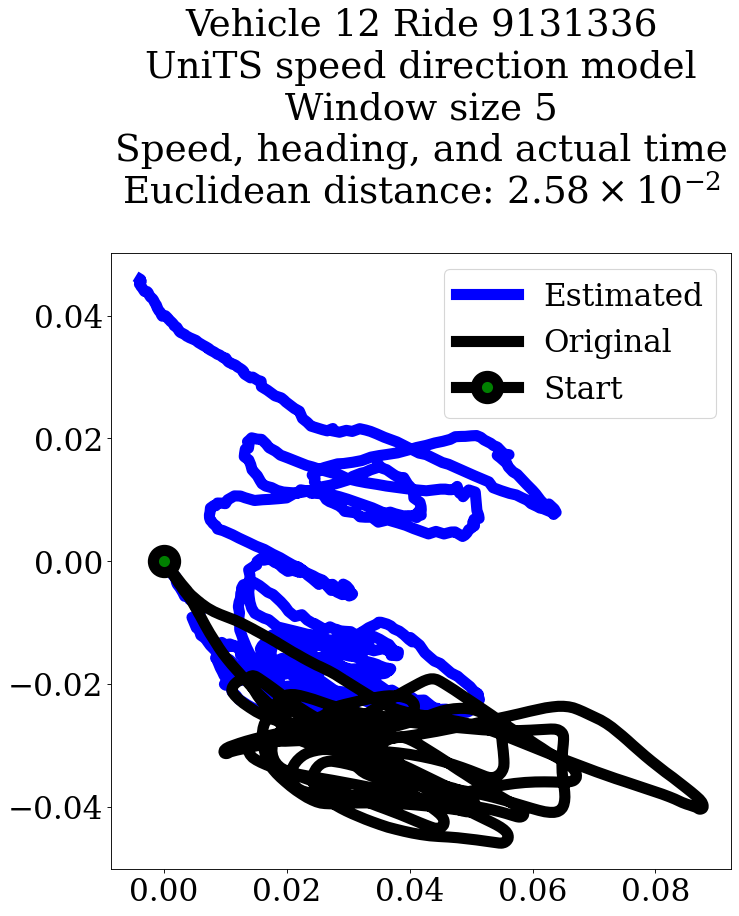 Vehicle 12 Ride 9131336
UniTS speed direction model
Window size 5
Speed, heading, and actual time
Euclidean distance: 2.58 × 10⁻²
Estimated
Original
Start
0.04
0.02
0.00
−0.02
−0.04
0.00 0.02 0.04 0.06 0.08